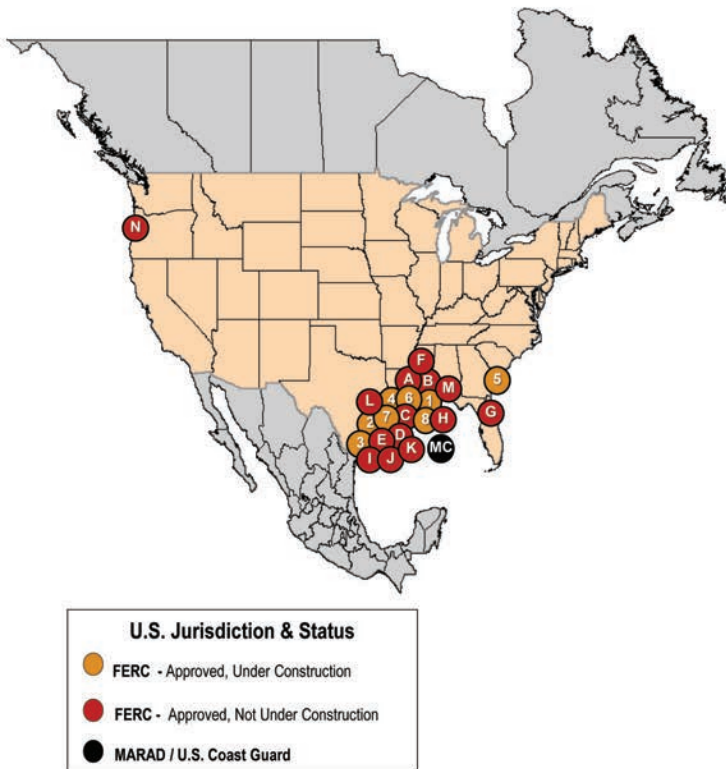 N
F
A B
M
5
L
4
6
1
G
2
7
C
8
H
3
E
D
K
MC
I
J
U.S. Jurisdiction & Status
FERC - Approved, Under Construction
FERC - Approved, Not Under Construction
MARAD / U.S. Coast Guard